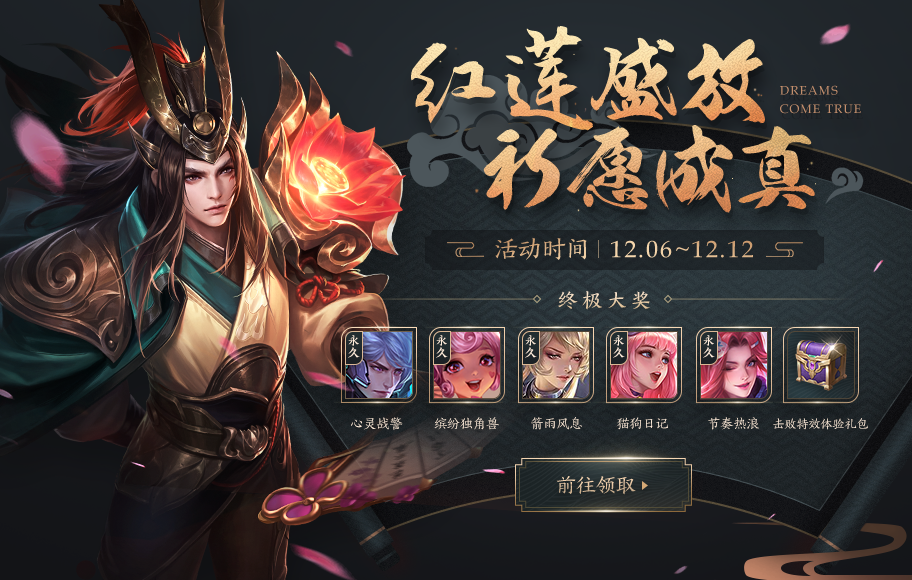 红莲盛放
DREAMS
COME TRUE
祈愿成真
活动时间 12.06~12.12
终极大奖
永久 永久 永久 永久 永久
心灵战警 缤纷独角兽 箭雨风息 猫狗日记 节奏热浪 击败特效体验礼包
前往领取